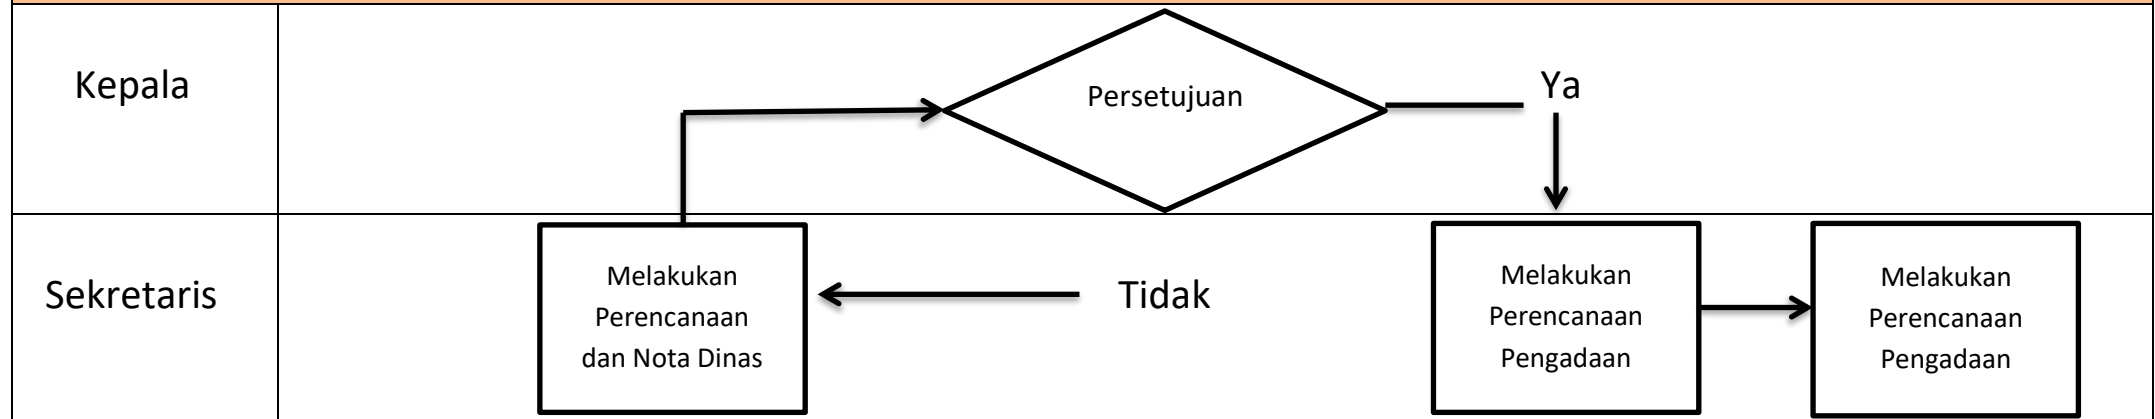 Kepala
Persetujuan
Ya
Sekretaris
Melakukan
Perencanaan
dan Nota Dinas
Tidak
Melakukan
Perencanaan
Pengadaan
Melakukan
Perencanaan
Pengadaan